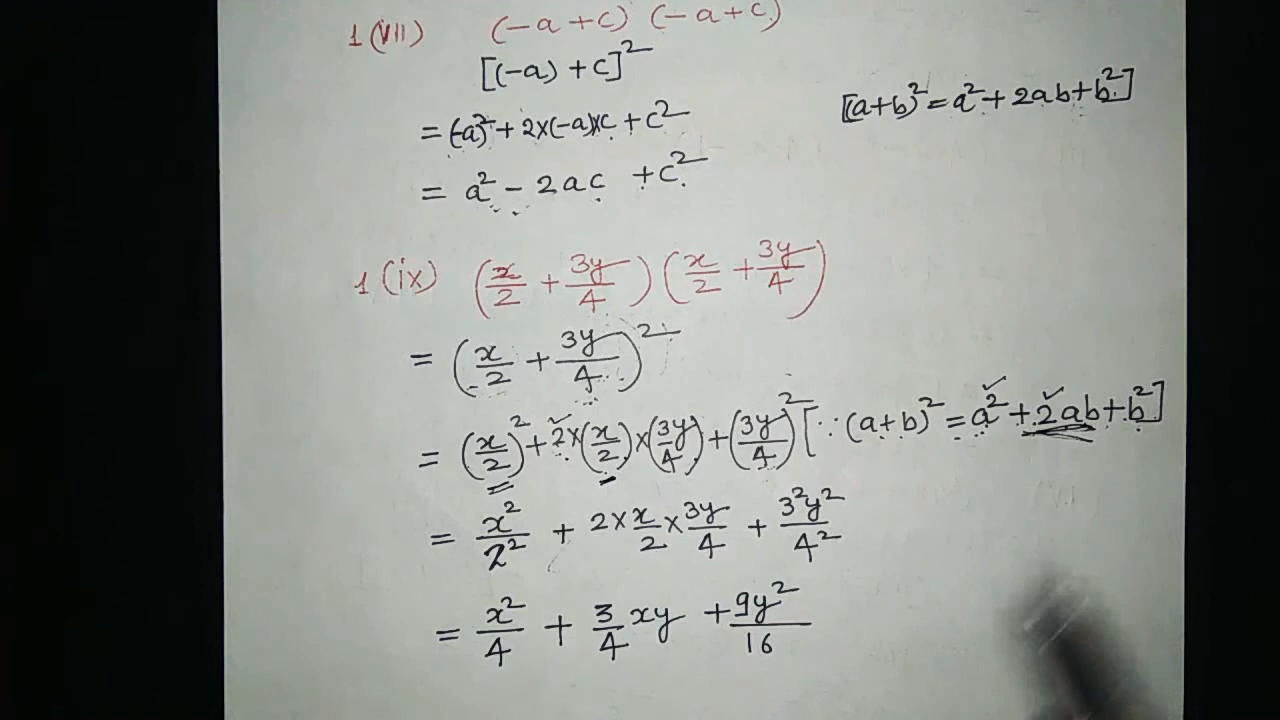 1(VII) (-a+c) (-a+c)
[(-a)+c]²
= (-a)² + 2×(-a)×c + c² [(a+b)² = a² + 2ab + b²]
= a² - 2ac + c²
1(ix) (x/2 + 3y/4) (x/2 + 3y/4)
= (x/2 + 3y/4)²
= (x/2)² + 2×(x/2)×(3y/4) + (3y/4)² [∵ (a+b)² = a² + 2ab + b²]
= x²/2² + 2×x/2×3y/4 + 3²y²/4²
= x²/4 + 3/4 xy + 9y²/16